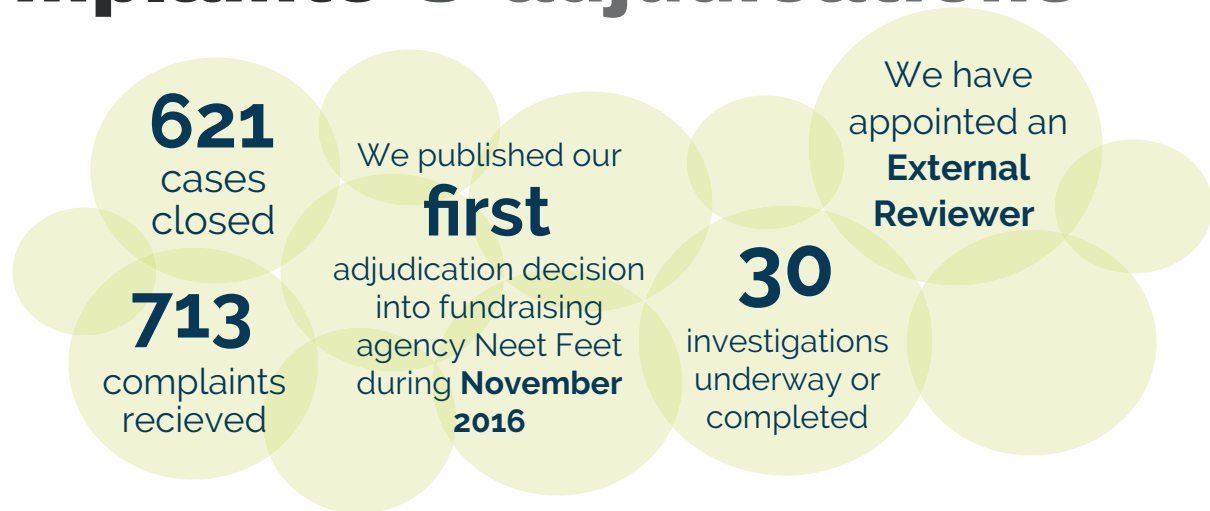 621
cases
closed
713
complaints
recieved
We published our
first
adjudication decision
into fundraising
agency Neet Feet
during November
2016
30
investigations
underway or
completed
We have
appointed an
External
Reviewer